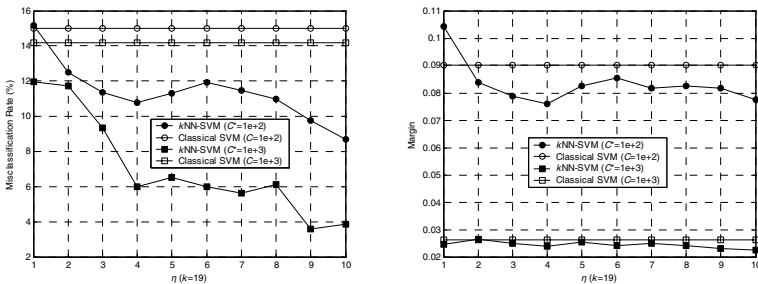 16
14
12
10
8
6
4
2
Misclassification Rate (%)
kNN-SVM (C*=1e+2)
Classical SVM (C=1e+2)
kNN-SVM (C*=1e+3)
Classical SVM (C=1e+3)
1 2 3 4 5 6 7 8 9 10
η (k=19)
0.11
0.1
0.09
0.08
0.07
0.06
0.05
0.04
0.03
0.02
Margin
kNN-SVM (C*=1e+2)
Classical SVM (C=1e+2)
kNN-SVM (C*=1e+3)
Classical SVM (C=1e+3)
1 2 3 4 5 6 7 8 9 10
η (k=19)